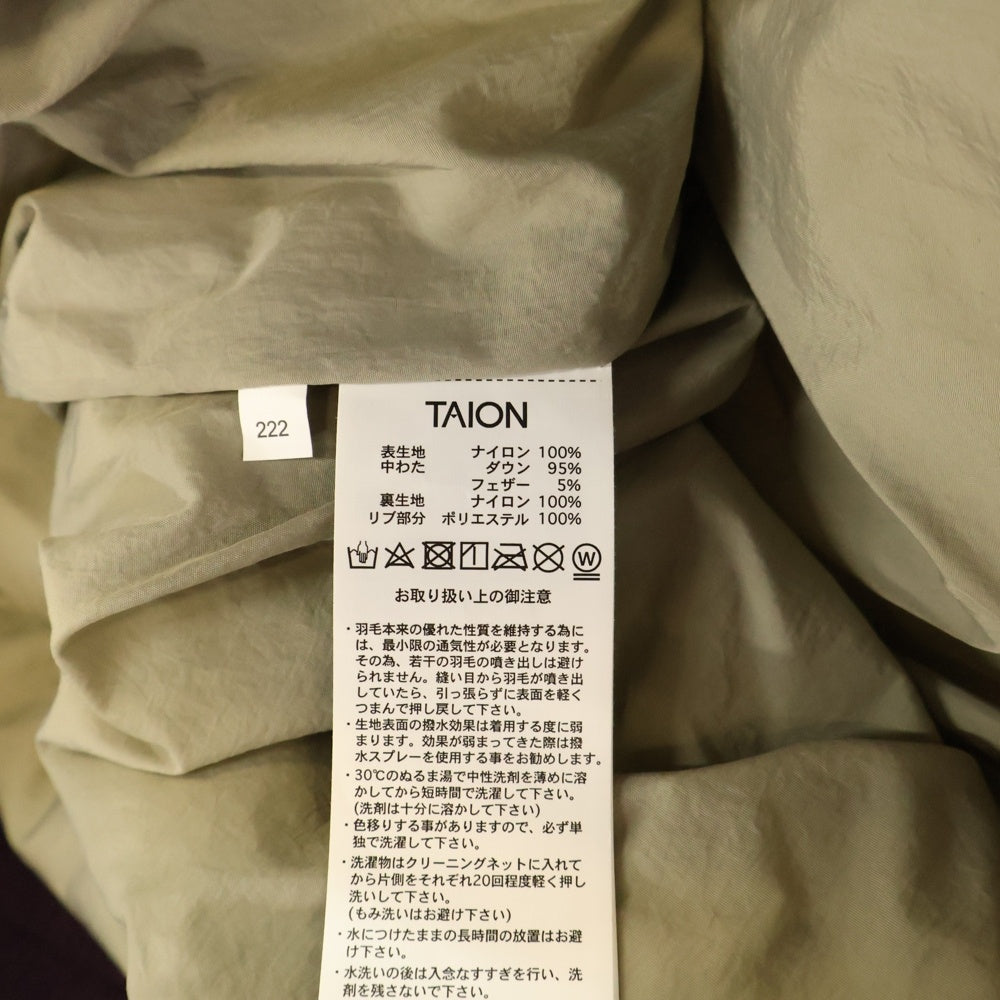 TAION
222
表生地 ナイロン 100%
中わた ダウン 95%
フェザー 5%
裏生地 ナイロン 100%
リブ部分 ポリエステル 100%
W
お取り扱い上の御注意
・羽毛本来の優れた性質を維持する為に
は、最小限の通気性が必要となります。
その為、若干の羽毛の噴き出しは避け
られません。縫い目から羽毛が噴き出
していたら、引っ張らずに表面を軽く
つまんで押し戻して下さい。
・生地表面の撥水効果は着用する度に弱
まります。効果が弱まってきた際は撥
水スプレーを使用する事をお勧めします。
・30℃のぬるま湯で中性洗剤を薄めに溶
かしてから短時間で洗濯して下さい。
(洗剤は十分に溶かして下さい)
・色移りする事がありますので、必ず単
独で洗濯して下さい。
・洗濯物はクリーニングネットに入れて
から片側をそれぞれ20回程度軽く押し
洗いして下さい。
(もみ洗いはお避け下さい)
・水につけたままの長時間の放置はお避
け下さい。
・水洗いの後は入念なすすぎを行い、洗
剤を残さないで下さい。